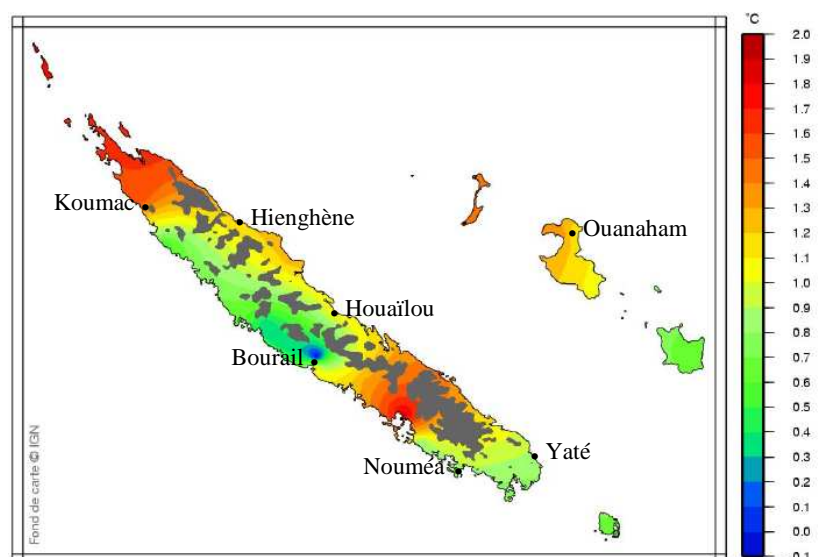 °C
2.0
1.9
1.8
1.7
1.6
1.5
1.4
1.3
1.2
1.1
1.0
0.9
0.8
0.7
0.6
0.5
0.4
0.3
0.2
0.1
0.0
0.1
Koumac
Hienghène
Ouanaham
Houaïlou
Bourail
Nouméa
Yaté
Fond de carte © IGN